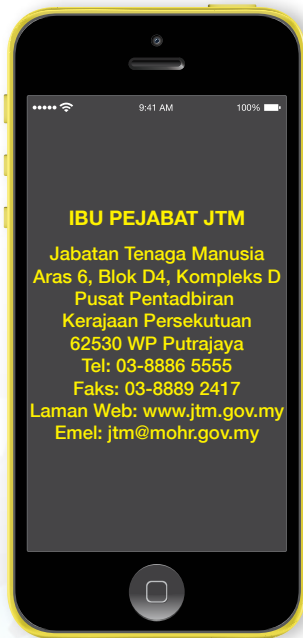 9:41 AM
100%
IBU PEJABAT JTM
Jabatan Tenaga Manusia
Aras 6, Blok D4, Kompleks D
Pusat Pentadbiran
Kerajaan Persekutuan
62530 WP Putrajaya
Tel: 03-8886 5555
Faks: 03-8889 2417
Laman Web: www.jtm.gov.my
Emel: jtm@mohr.gov.my